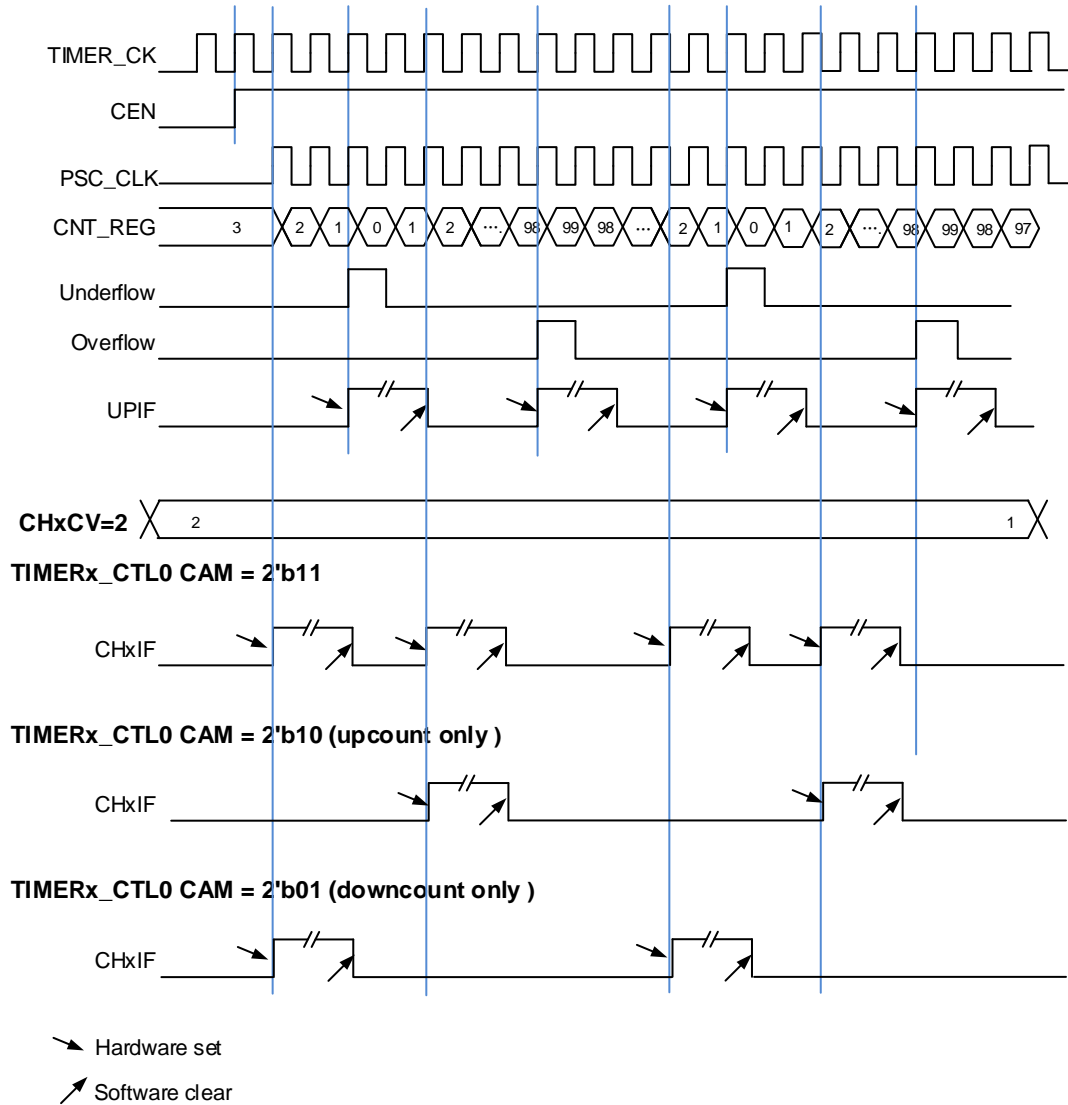 TIMER_CK
CEN
PSC_CLK
CNT_REG 3 2 1 0 1 2 .... 98 99 98 ... 2 1 0 1 2 .... 98 99 98 97
Underflow
Overflow
UPIF
CHxCV=2 2 1
TIMERx_CTL0 CAM = 2'b11
CHxIF
TIMERx_CTL0 CAM = 2'b10 (upcount only )
CHxIF
TIMERx_CTL0 CAM = 2'b01 (downcount only )
CHxIF
Hardware set
Software clear